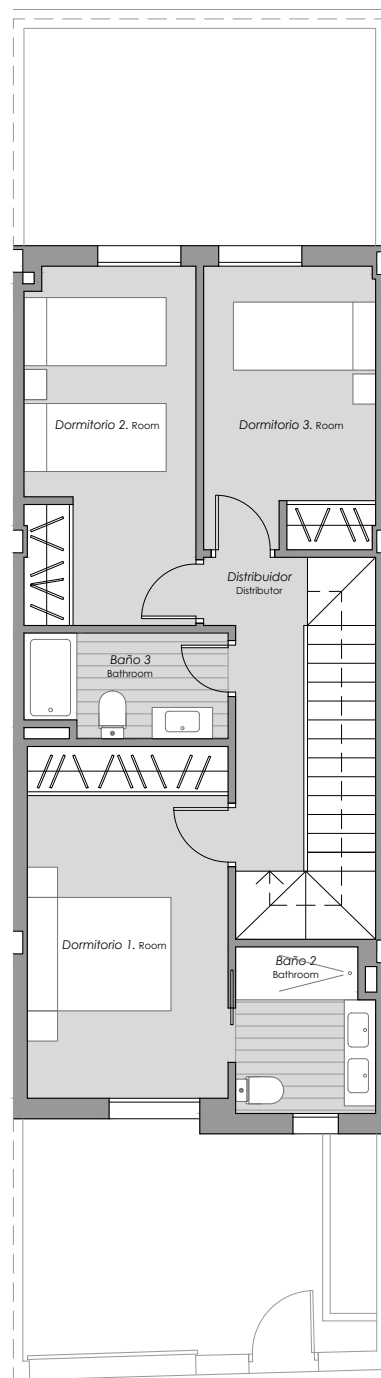 Dormitorio 2. Room
Dormitorio 3. Room
Distribuidor
Distributor
Baño 3
Bathroom
Dormitorio 1. Room
Baño 2
Bathroom